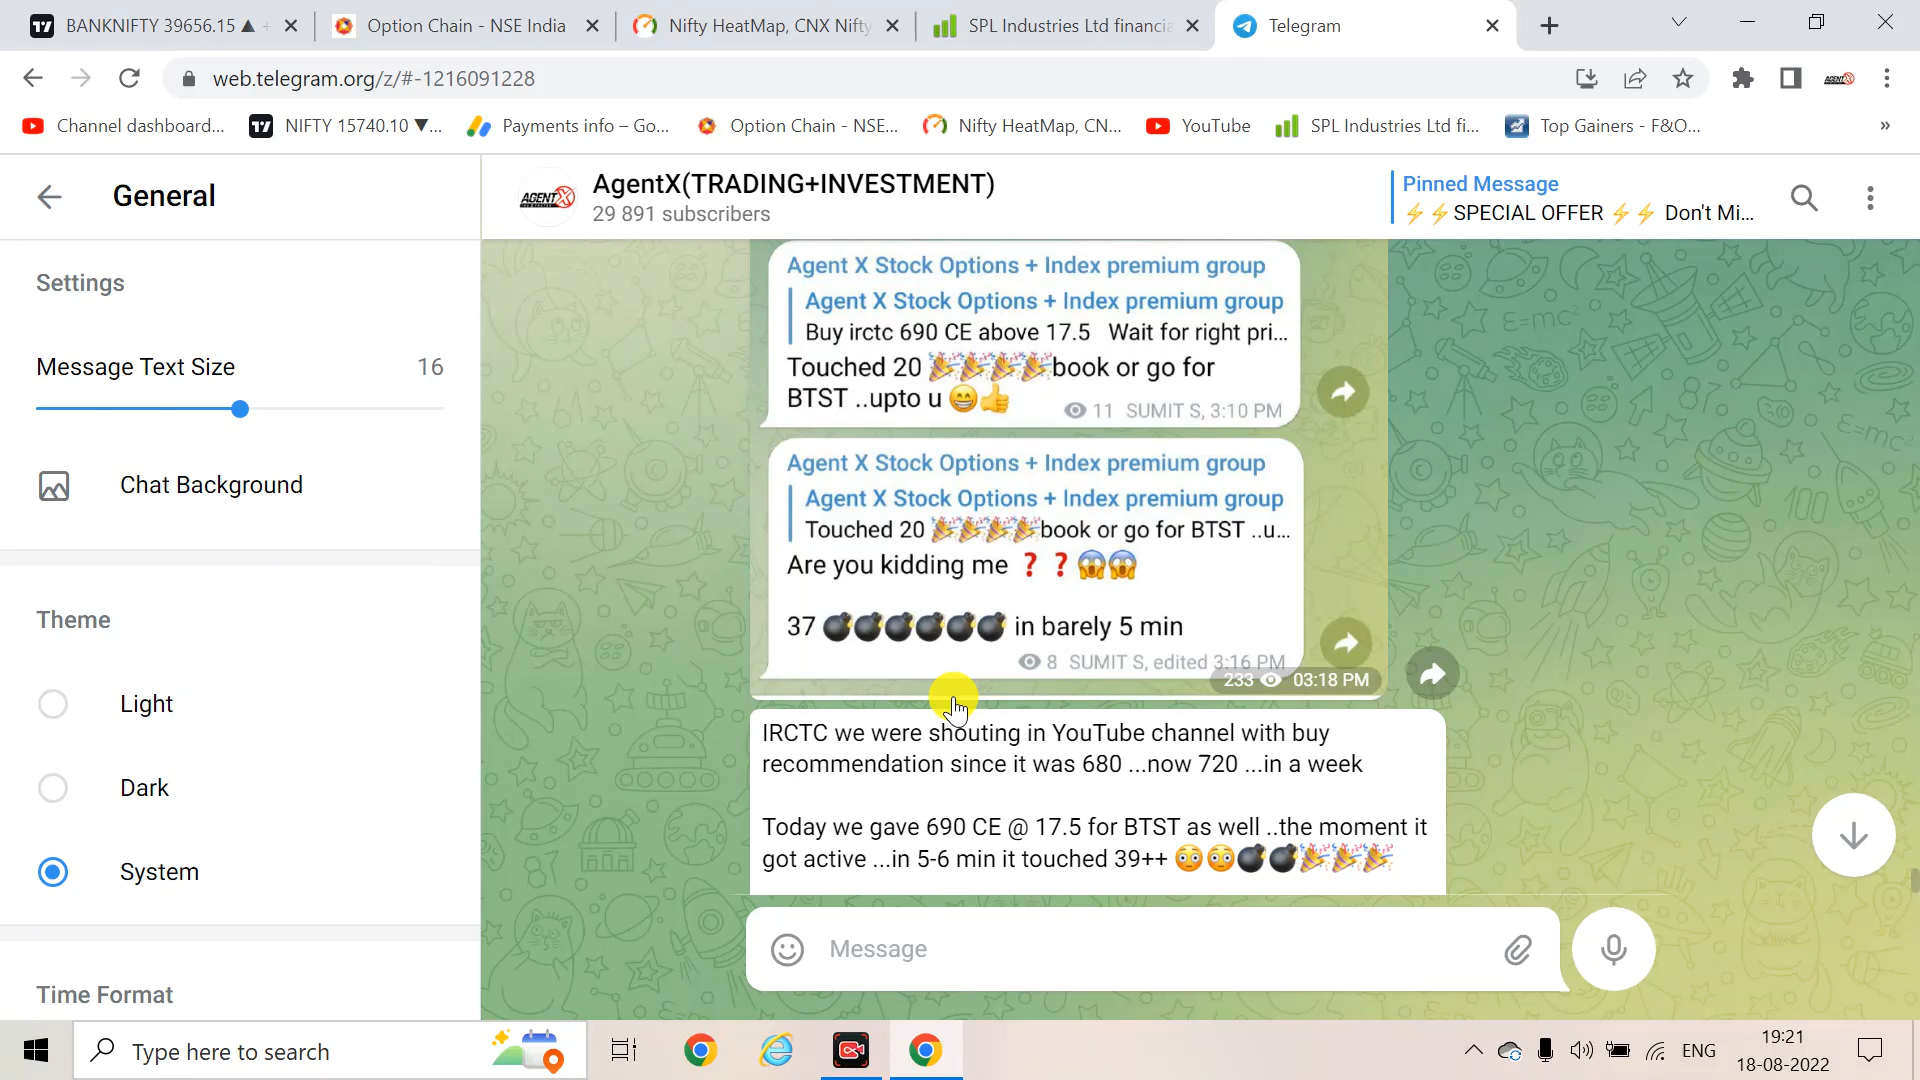 BANKNIFTY 39656.15 ▲ +
Option Chain - NSE India
Nifty HeatMap, CNX Nifty
SPL Industries Ltd financia
Telegram
web.telegram.org/z/#-1216091228
AGENTX
Channel dashboard...
NIFTY 15740.10 ▼...
Payments info – Go...
Option Chain - NSE...
Nifty HeatMap, CN...
YouTube
SPL Industries Ltd fi...
Top Gainers - F&O...
»
General
Settings
Message Text Size 16
Chat Background
Theme
Light
Dark
System
Time Format
AGENTX
AgentX(TRADING+INVESTMENT)
29 891 subscribers
Pinned Message
⚡⚡SPECIAL OFFER ⚡⚡ Don't Mi...
Agent X Stock Options + Index premium group
Agent X Stock Options + Index premium group
Buy irctc 690 CE above 17.5 Wait for right pri...
Touched 20 🎉🎉🎉🎉book or go for
BTST ..upto u 😁👍 11 SUMIT S, 3:10 PM
Agent X Stock Options + Index premium group
Agent X Stock Options + Index premium group
Touched 20 🎉🎉🎉🎉book or go for BTST ..u...
Are you kidding me ❓❓😱😱
37 💣💣💣💣💣💣 in barely 5 min
8 SUMIT S, edited 3:16 PM
233 03:18 PM
IRCTC we were shouting in YouTube channel with buy
recommendation since it was 680 ...now 720 ...in a week
Today we gave 690 CE @ 17.5 for BTST as well ..the moment it
got active ...in 5-6 min it touched 39++ 😳😳💣💣🎉🎉🎉
Message
Type here to search
ENG
19:21
18-08-2022